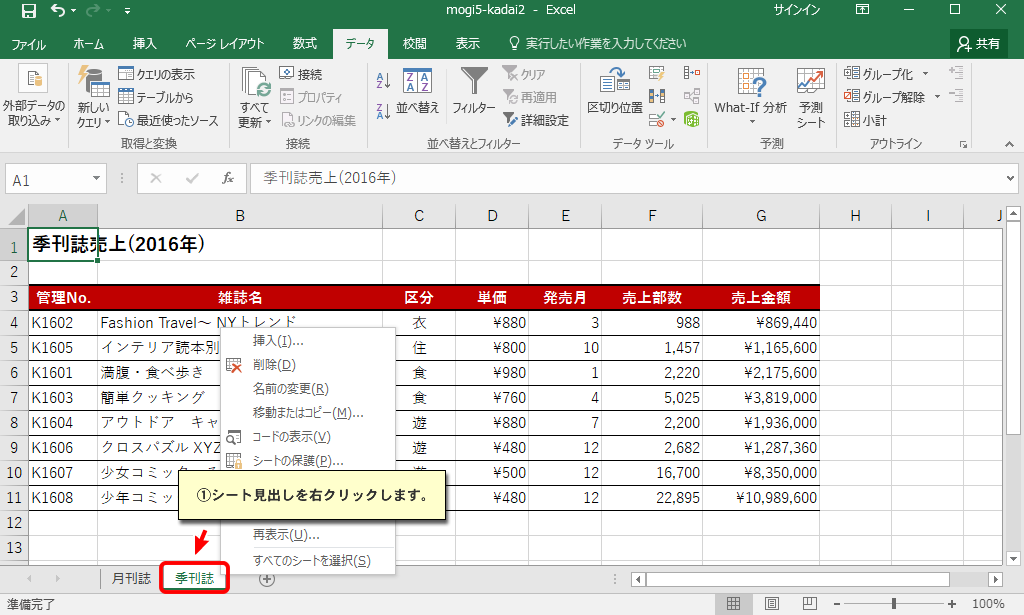 mogi5-kadai2 - Excel サインイン
ファイル ホーム 挿入 ページ レイアウト 数式 データ 校閲 表示 実行したい作業を入力してください 共有
外部データの取り込み
新しいクエリ
クエリの表示
テーブルから
最近使ったソース
取得と変換
すべて更新
接続
プロパティ
リンクの編集
接続
並べ替え
フィルター
クリア
再適用
詳細設定
並べ替えとフィルター
区切り位置
データ ツール
What-If 分析
予測シート
予測
グループ化
グループ解除
小計
アウトライン
A1 fx 季刊誌売上(2016年)
A B C D E F G H I J
1 季刊誌売上(2016年)
2
3 管理No. 雑誌名 区分 単価 発売月 売上部数 売上金額
4 K1602 Fashion Travel～ NYトレンド 衣 ¥880 3 988 ¥869,440
5 K1605 インテリア読本別 住 ¥800 10 1,457 ¥1,165,600
6 K1601 満腹・食べ歩き 食 ¥980 1 2,220 ¥2,175,600
7 K1603 簡単クッキング 食 ¥760 4 5,025 ¥3,819,000
8 K1604 アウトドア キャ 遊 ¥880 7 2,200 ¥1,936,000
9 K1606 クロスパズル XYZ 遊 ¥480 12 2,682 ¥1,287,360
10 K1607 少女コミッ 遊 ¥500 12 16,700 ¥8,350,000
11 K1608 少年コミッ ¥480 12 22,895 ¥10,989,600
12
13
挿入(I)...
削除(D)
名前の変更(R)
移動またはコピー(M)...
コードの表示(V)
シートの保護(P)...
①シート見出しを右クリックします。
再表示(U)...
すべてのシートを選択(S)
月刊誌 季刊誌
準備完了 100%